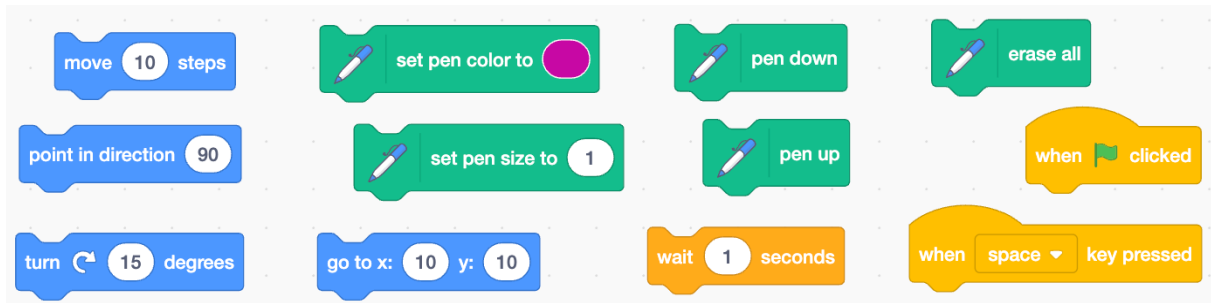 move 10 steps
set pen color to
pen down
erase all
point in direction 90
set pen size to 1
pen up
when clicked
turn 15 degrees
go to x: 10 y: 10
wait 1 seconds
when space key pressed